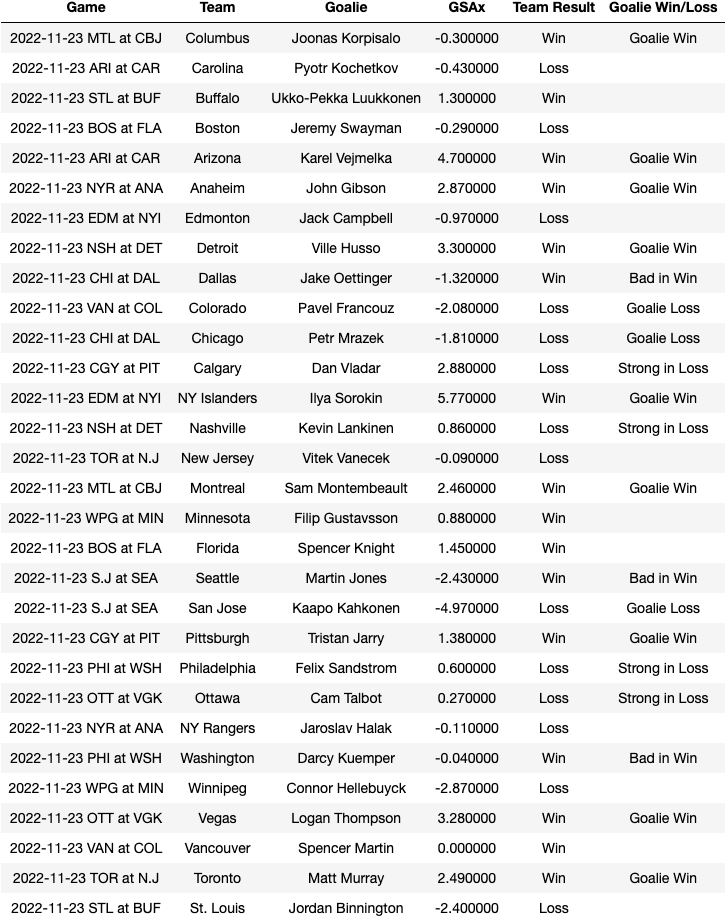 Game Team Goalie GSAx Team Result Goalie Win/Loss
2022-11-23 MTL at CBJ Columbus Joonas Korpisalo -0.300000 Win Goalie Win
2022-11-23 ARI at CAR Carolina Pyotr Kochetkov -0.430000 Loss
2022-11-23 STL at BUF Buffalo Ukko-Pekka Luukkonen 1.300000 Win
2022-11-23 BOS at FLA Boston Jeremy Swayman -0.290000 Loss
2022-11-23 ARI at CAR Arizona Karel Vejmelka 4.700000 Win Goalie Win
2022-11-23 NYR at ANA Anaheim John Gibson 2.870000 Win Goalie Win
2022-11-23 EDM at NYI Edmonton Jack Campbell -0.970000 Loss
2022-11-23 NSH at DET Detroit Ville Husso 3.300000 Win Goalie Win
2022-11-23 CHI at DAL Dallas Jake Oettinger -1.320000 Win Bad in Win
2022-11-23 VAN at COL Colorado Pavel Francouz -2.080000 Loss Goalie Loss
2022-11-23 CHI at DAL Chicago Petr Mrazek -1.810000 Loss Goalie Loss
2022-11-23 CGY at PIT Calgary Dan Vladar 2.880000 Loss Strong in Loss
2022-11-23 EDM at NYI NY Islanders Ilya Sorokin 5.770000 Win Goalie Win
2022-11-23 NSH at DET Nashville Kevin Lankinen 0.860000 Loss Strong in Loss
2022-11-23 TOR at N.J New Jersey Vitek Vanecek -0.090000 Loss
2022-11-23 MTL at CBJ Montreal Sam Montembeault 2.460000 Win Goalie Win
2022-11-23 WPG at MIN Minnesota Filip Gustavsson 0.880000 Win
2022-11-23 BOS at FLA Florida Spencer Knight 1.450000 Win
2022-11-23 S.J at SEA Seattle Martin Jones -2.430000 Win Bad in Win
2022-11-23 S.J at SEA San Jose Kaapo Kahkonen -4.970000 Loss Goalie Loss
2022-11-23 CGY at PIT Pittsburgh Tristan Jarry 1.380000 Win Goalie Win
2022-11-23 PHI at WSH Philadelphia Felix Sandstrom 0.600000 Loss Strong in Loss
2022-11-23 OTT at VGK Ottawa Cam Talbot 0.270000 Loss Strong in Loss
2022-11-23 NYR at ANA NY Rangers Jaroslav Halak -0.110000 Loss
2022-11-23 PHI at WSH Washington Darcy Kuemper -0.040000 Win Bad in Win
2022-11-23 WPG at MIN Winnipeg Connor Hellebuyck -2.870000 Loss
2022-11-23 OTT at VGK Vegas Logan Thompson 3.280000 Win Goalie Win
2022-11-23 VAN at COL Vancouver Spencer Martin 0.000000 Win
2022-11-23 TOR at N.J Toronto Matt Murray 2.490000 Win Goalie Win
2022-11-23 STL at BUF St. Louis Jordan Binnington -2.400000 Loss